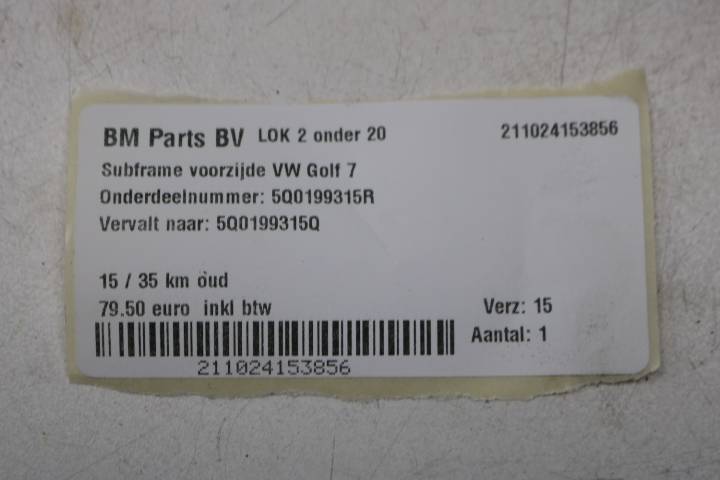 BM Parts BV LOK 2 onder 20 211024153856
Subframe voorzijde VW Golf 7
Onderdeelnummer: 5Q0199315R
Vervalt naar: 5Q0199315Q
15 / 35 km oud
79.50 euro inkl btw Verz: 15
Aantal: 1
211024153856